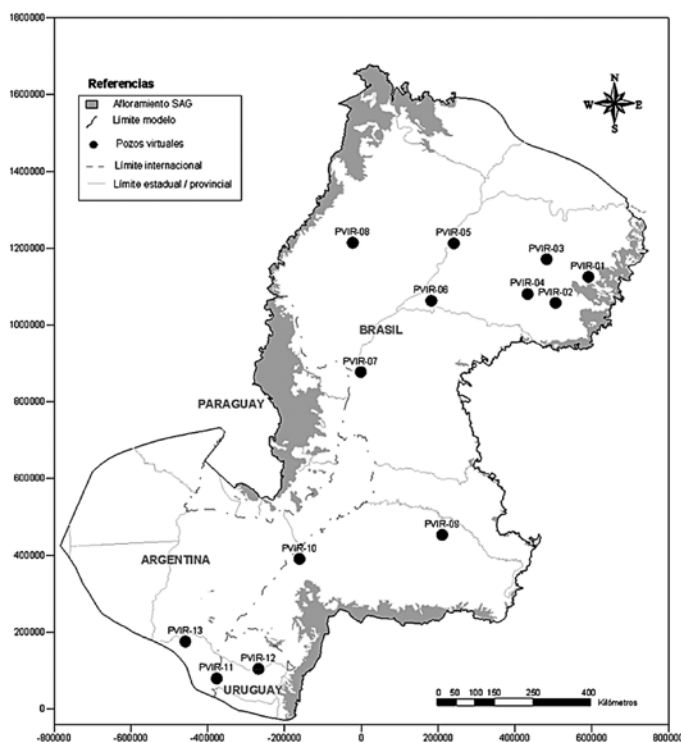 1800000
1600000
1400000
1200000
1000000
800000
600000
400000
200000
0
Referencias
Afloramiento SAG
Límite modelo
Pozos virtuales
Límite internacional
Límite estadual / provincial
N
W E
S
PVIR-08
PVIR-05
PVIR-03
PVIR-01
PVIR-04
PVIR-02
PVIR-06
BRASIL
PVIR-07
PARAGUAY
PVIR-09
PVIR-10
ARGENTINA
PVIR-13
PVIR-12
PVIR-11
URUGUAY
0 50 100 150 250 400
Kilómetros
-800000 -600000 -400000 -200000 0 200000 400000 600000 800000